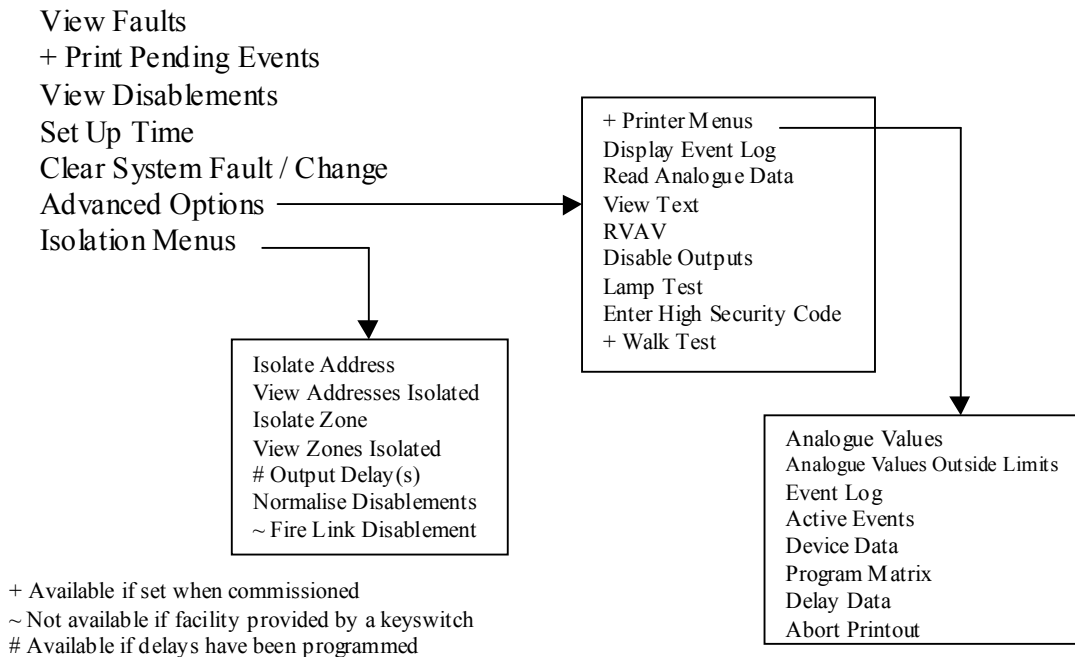 View Faults
+ Print Pending Events
View Disablements
Set Up Time
Clear System Fault / Change
Advanced Options
Isolation Menus
+ Printer Menus
Display Event Log
Read Analogue Data
View Text
RVAV
Disable Outputs
Lamp Test
Enter High Security Code
+ Walk Test
Isolate Address
View Addresses Isolated
Isolate Zone
View Zones Isolated
# Output Delay(s)
Normalise Disablements
~ Fire Link Disablement
Analogue Values
Analogue Values Outside Limits
Event Log
Active Events
Device Data
Program Matrix
Delay Data
Abort Printout
+ Available if set when commissioned
~ Not available if facility provided by a keyswitch
# Available if delays have been programmed